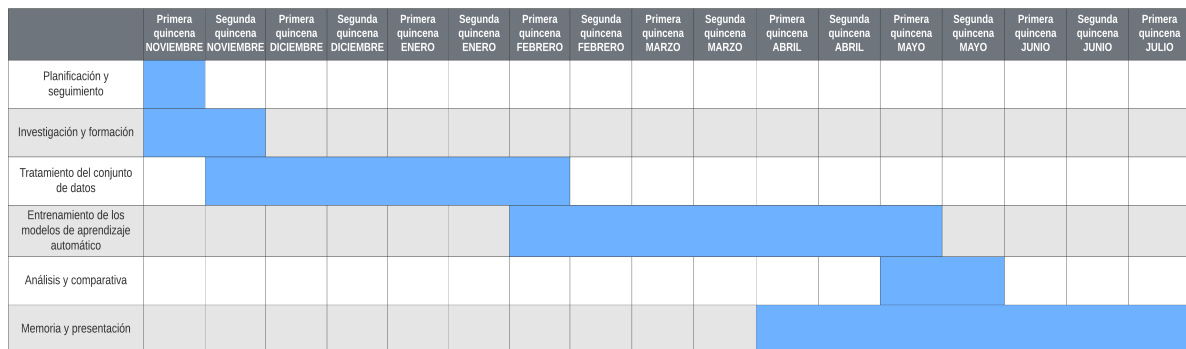 Primera quincena NOVIEMBRE
Segunda quincena NOVIEMBRE
Primera quincena DICIEMBRE
Segunda quincena DICIEMBRE
Primera quincena ENERO
Segunda quincena ENERO
Primera quincena FEBRERO
Segunda quincena FEBRERO
Primera quincena MARZO
Segunda quincena MARZO
Primera quincena ABRIL
Segunda quincena ABRIL
Primera quincena MAYO
Segunda quincena MAYO
Primera quincena JUNIO
Segunda quincena JUNIO
Primera quincena JULIO
Planificación y
seguimiento
Investigación y formación
Tratamiento del conjunto
de datos
Entrenamiento de los
modelos de aprendizaje
automático
Análisis y comparativa
Memoria y presentación